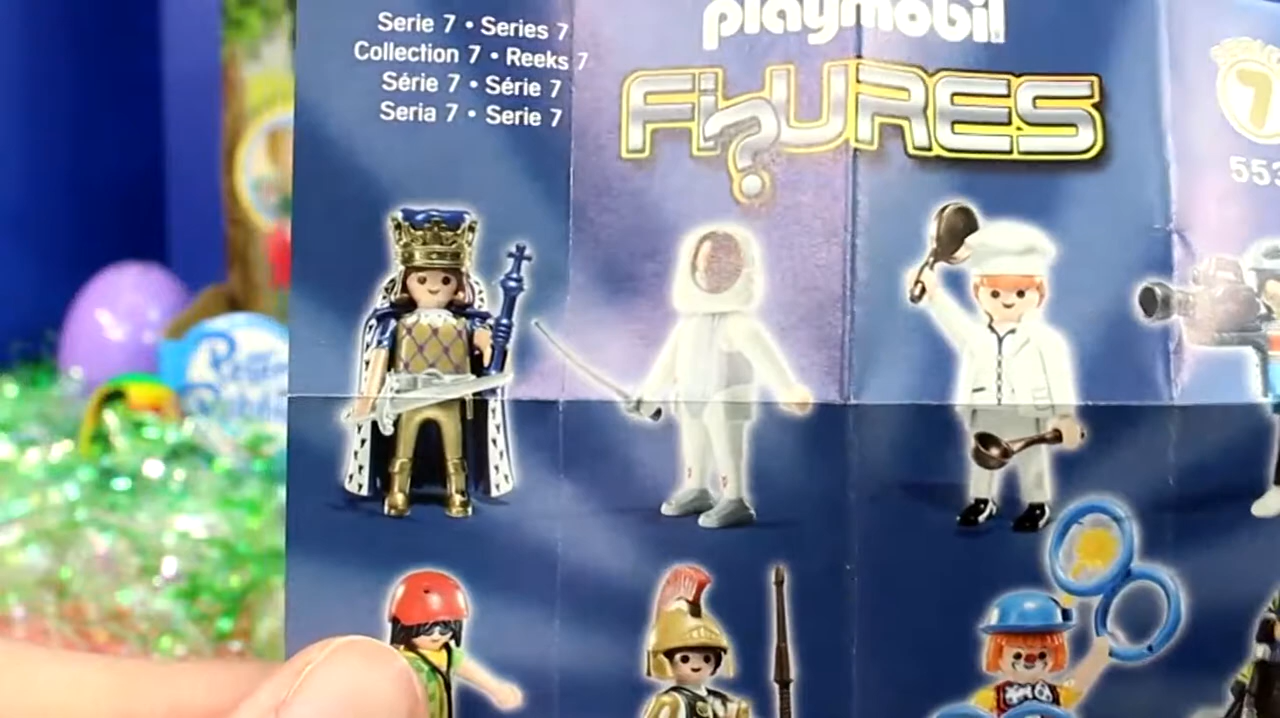 Serie 7 • Series 7
Collection 7 • Reeks 7
Série 7 • Série 7
Seria 7 • Serie 7
playmobil
FI?URES
7